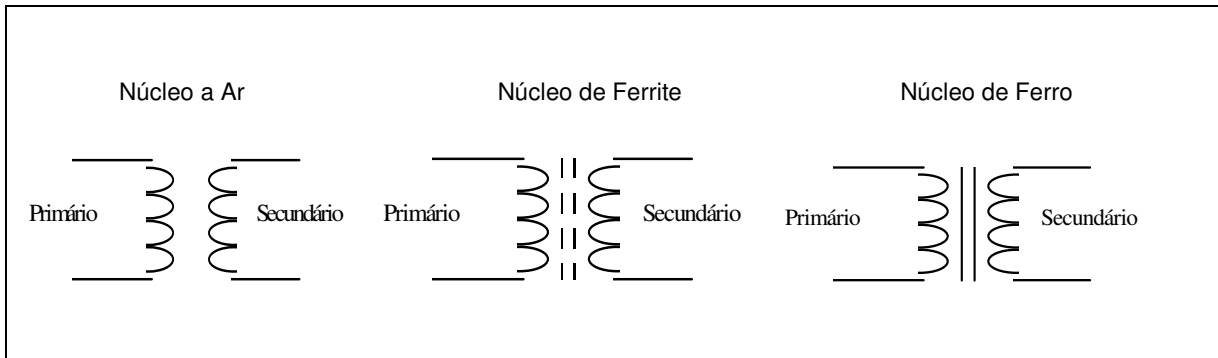 Núcleo a Ar
Núcleo de Ferrite
Núcleo de Ferro
Primário
Secundário
Primário
Secundário
Primário
Secundário